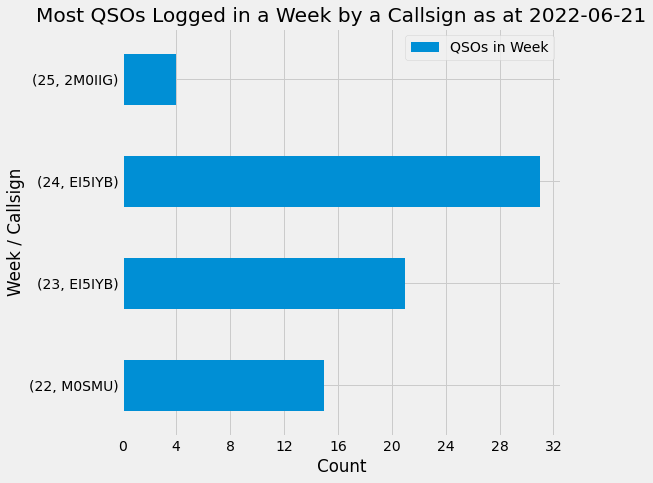 Most QSOs Logged in a Week by a Callsign as at 2022-06-21
QSOs in Week
(25, 2M0IIG)
(24, EI5IYB)
(23, EI5IYB)
(22, M0SMU)
Week / Callsign
0 4 8 12 16 20 24 28 32
Count